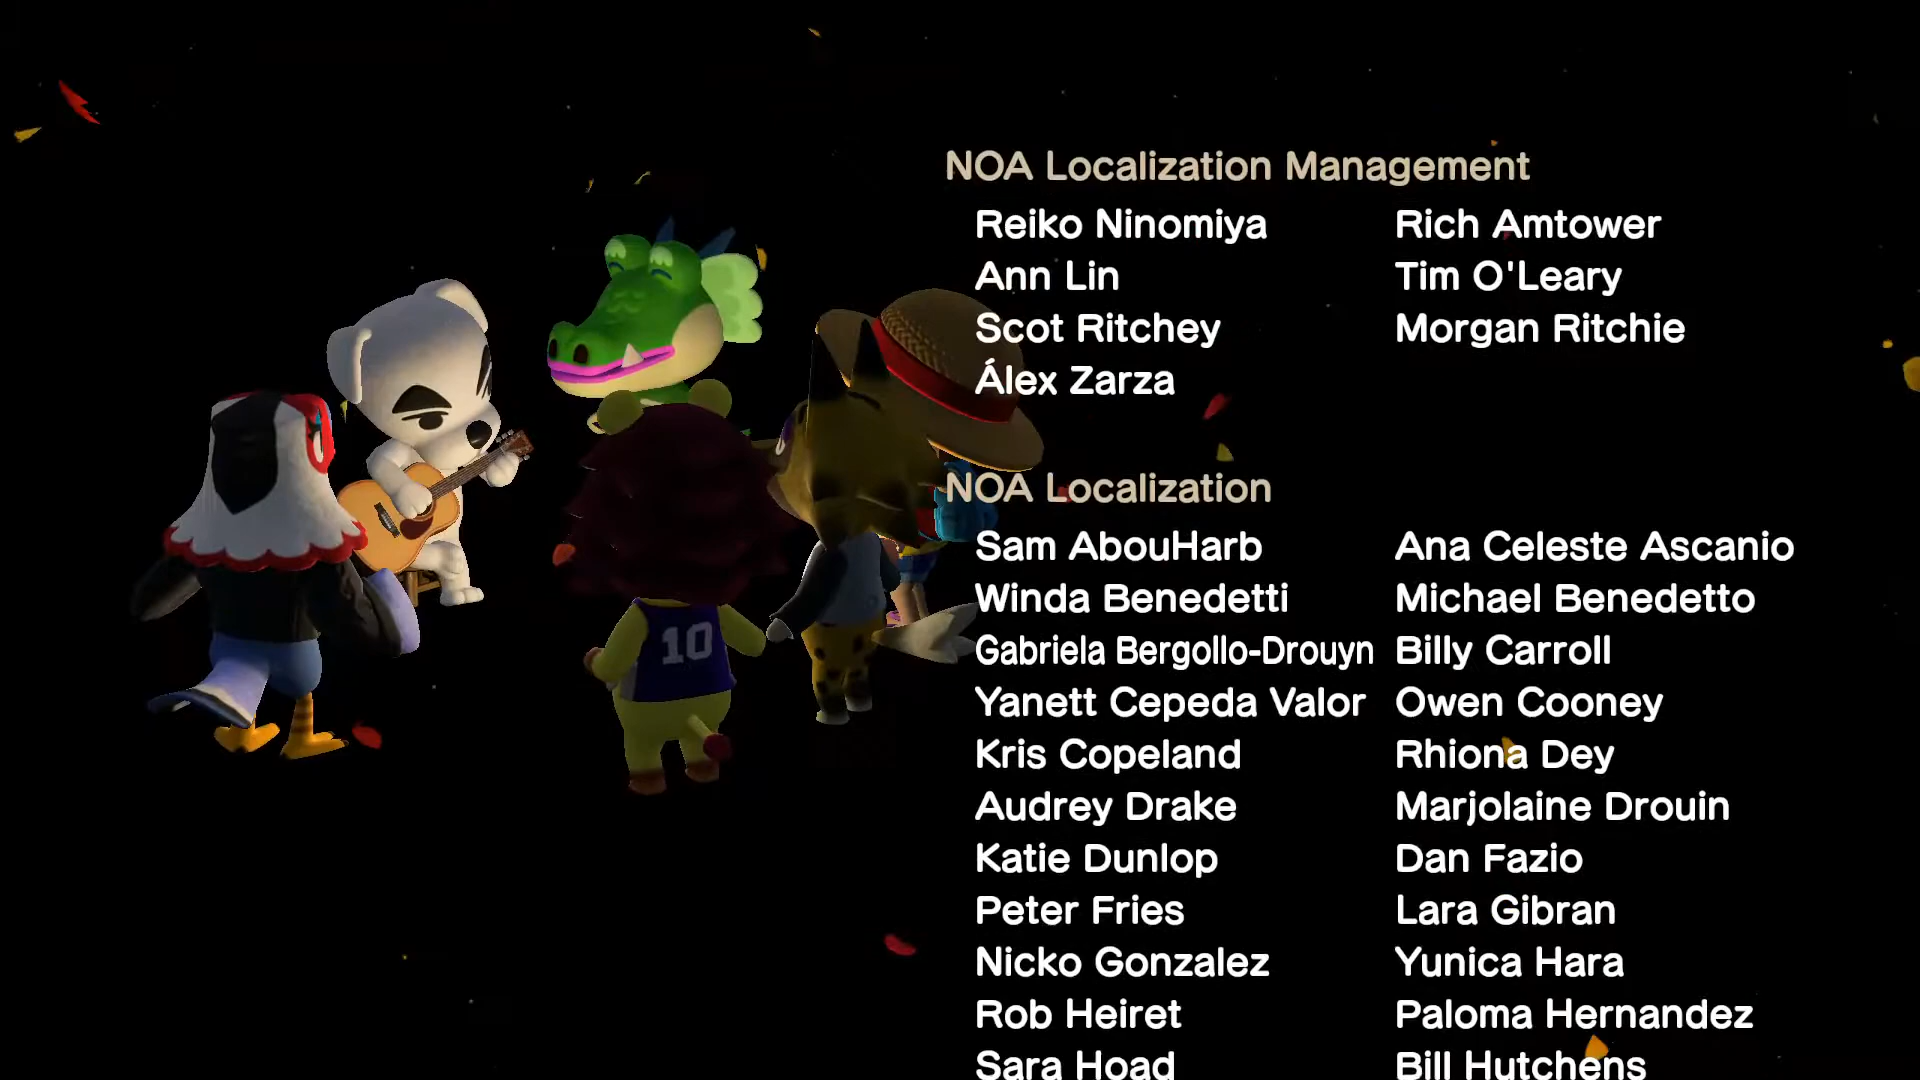 NOA Localization Management
Reiko Ninomiya Rich Amtower
Ann Lin Tim O'Leary
Scot Ritchey Morgan Ritchie
Álex Zarza
NOA Localization
Sam AbouHarb Ana Celeste Ascanio
Winda Benedetti Michael Benedetto
Gabriela Bergollo-Drouyn Billy Carroll
10
Yanett Cepeda Valor Owen Cooney
Kris Copeland Rhiona Dey
Audrey Drake Marjolaine Drouin
Katie Dunlop Dan Fazio
Peter Fries Lara Gibran
Nicko Gonzalez Yunica Hara
Rob Heiret Paloma Hernandez
Sara Hoad Bill Hutchens